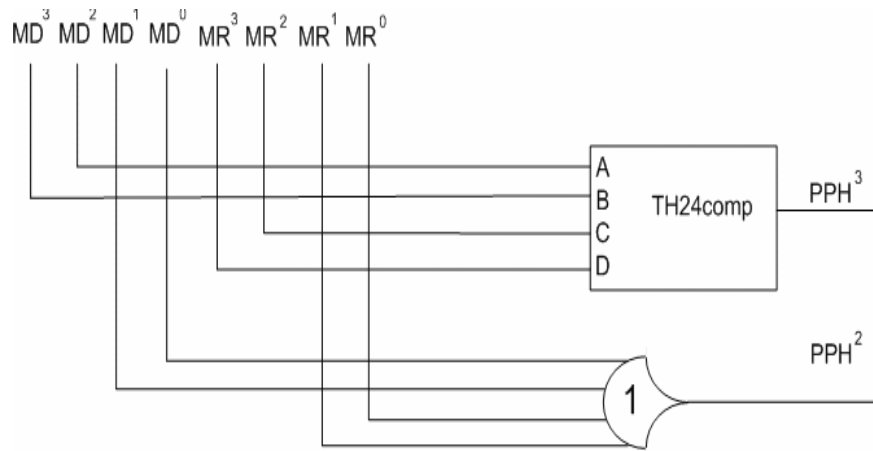 MD³ MD² MD¹ MD⁰ MR³ MR² MR¹ MR⁰
A
B
C
D
TH24comp
PPH³
PPH²
1